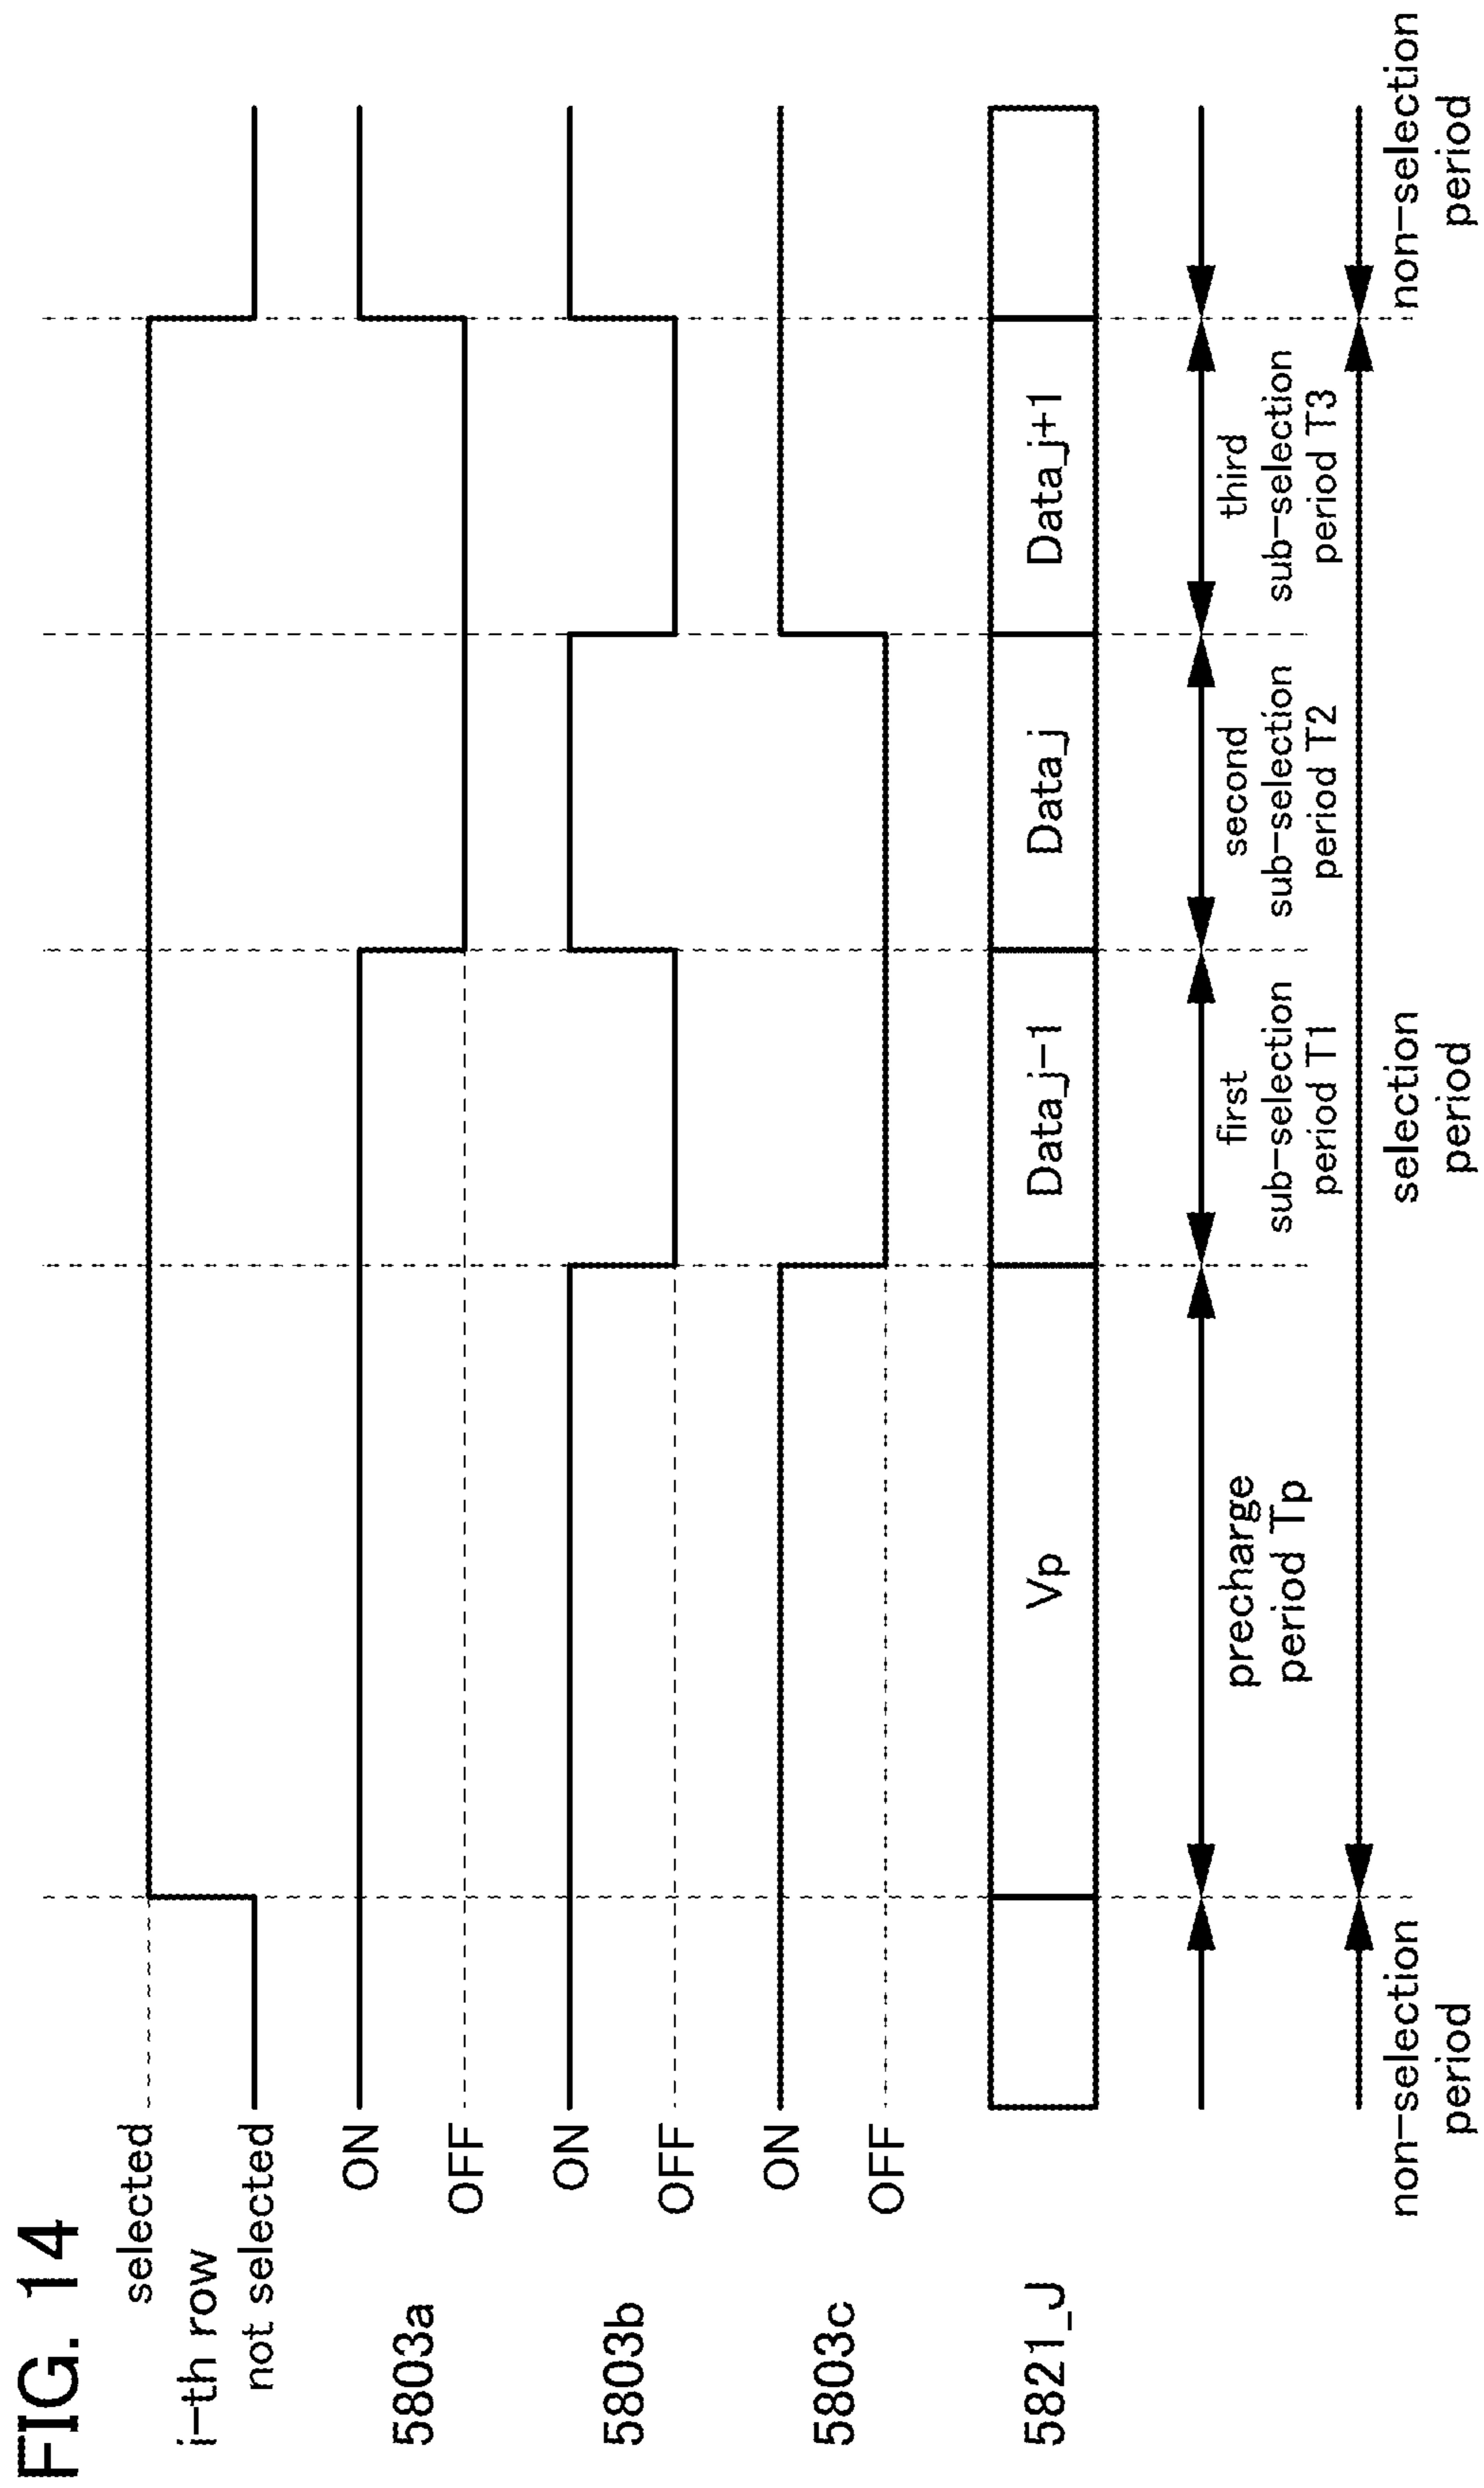 FIG. 14
selected
i-th row
not selected
5803a
ON
OFF
5803b
ON
OFF
5803c
ON
OFF
5821_J
Vp
Data_j-1
Data_j
Data_j+1
precharge
period Tp
first
sub-selection
period T1
second
sub-selection
period T2
third
sub-selection
period T3
non-selection
period
selection
period
non-selection
period